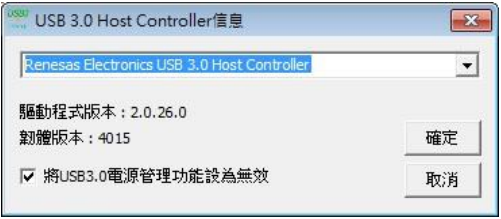 USB 3.0 Host Controller信息
Renesas Electronics USB 3.0 Host Controller
驅動程式版本：2.0.26.0
韌體版本：4015
確定
將USB3.0電源管理功能設為無效
取消